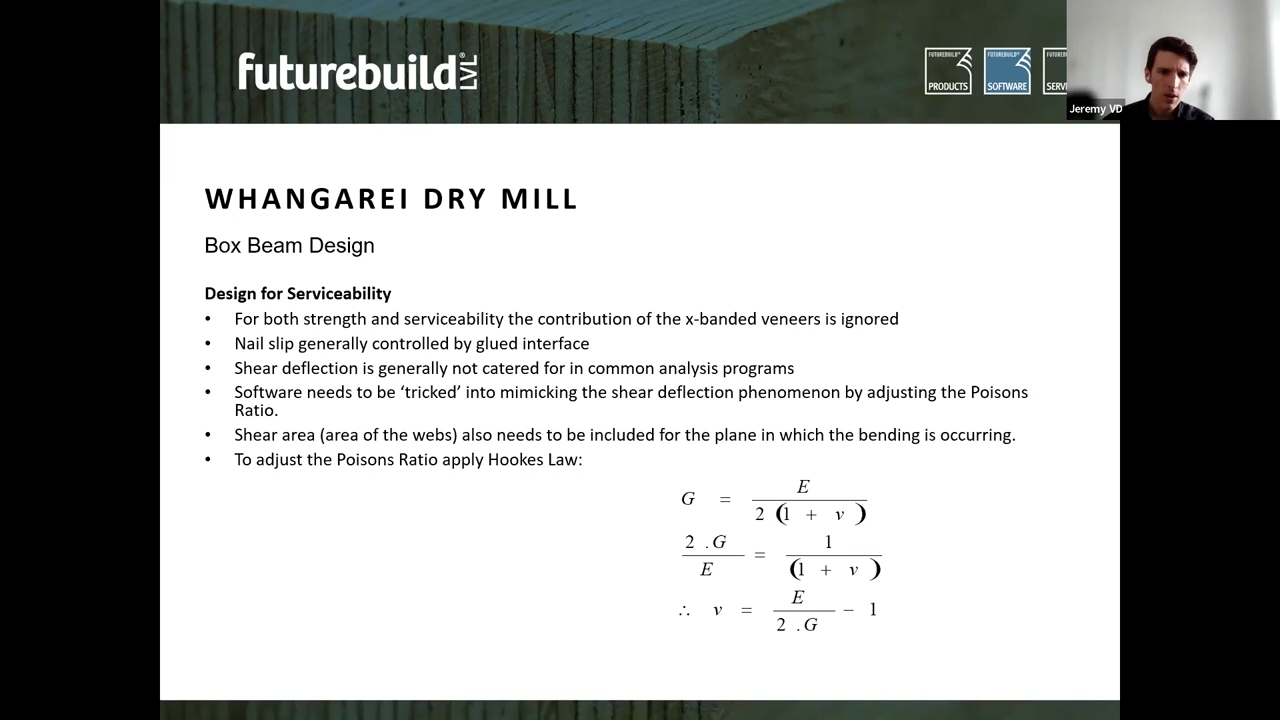 futurebuild LVL®
FUTUREBUILD™ PRODUCTS
FUTUREBUILD™ SOFTWARE
Jeremy VD
WHANGAREI DRY MILL
Box Beam Design
Design for Serviceability
• For both strength and serviceability the contribution of the x-banded veneers is ignored
• Nail slip generally controlled by glued interface
• Shear deflection is generally not catered for in common analysis programs
• Software needs to be ‘tricked’ into mimicking the shear deflection phenomenon by adjusting the Poisons
Ratio.
• Shear area (area of the webs) also needs to be included for the plane in which the bending is occurring.
• To adjust the Poisons Ratio apply Hookes Law:
G = E / 2 (1 + v)
2 .G / E = 1 / (1 + v)
∴ v = E / 2 .G − 1